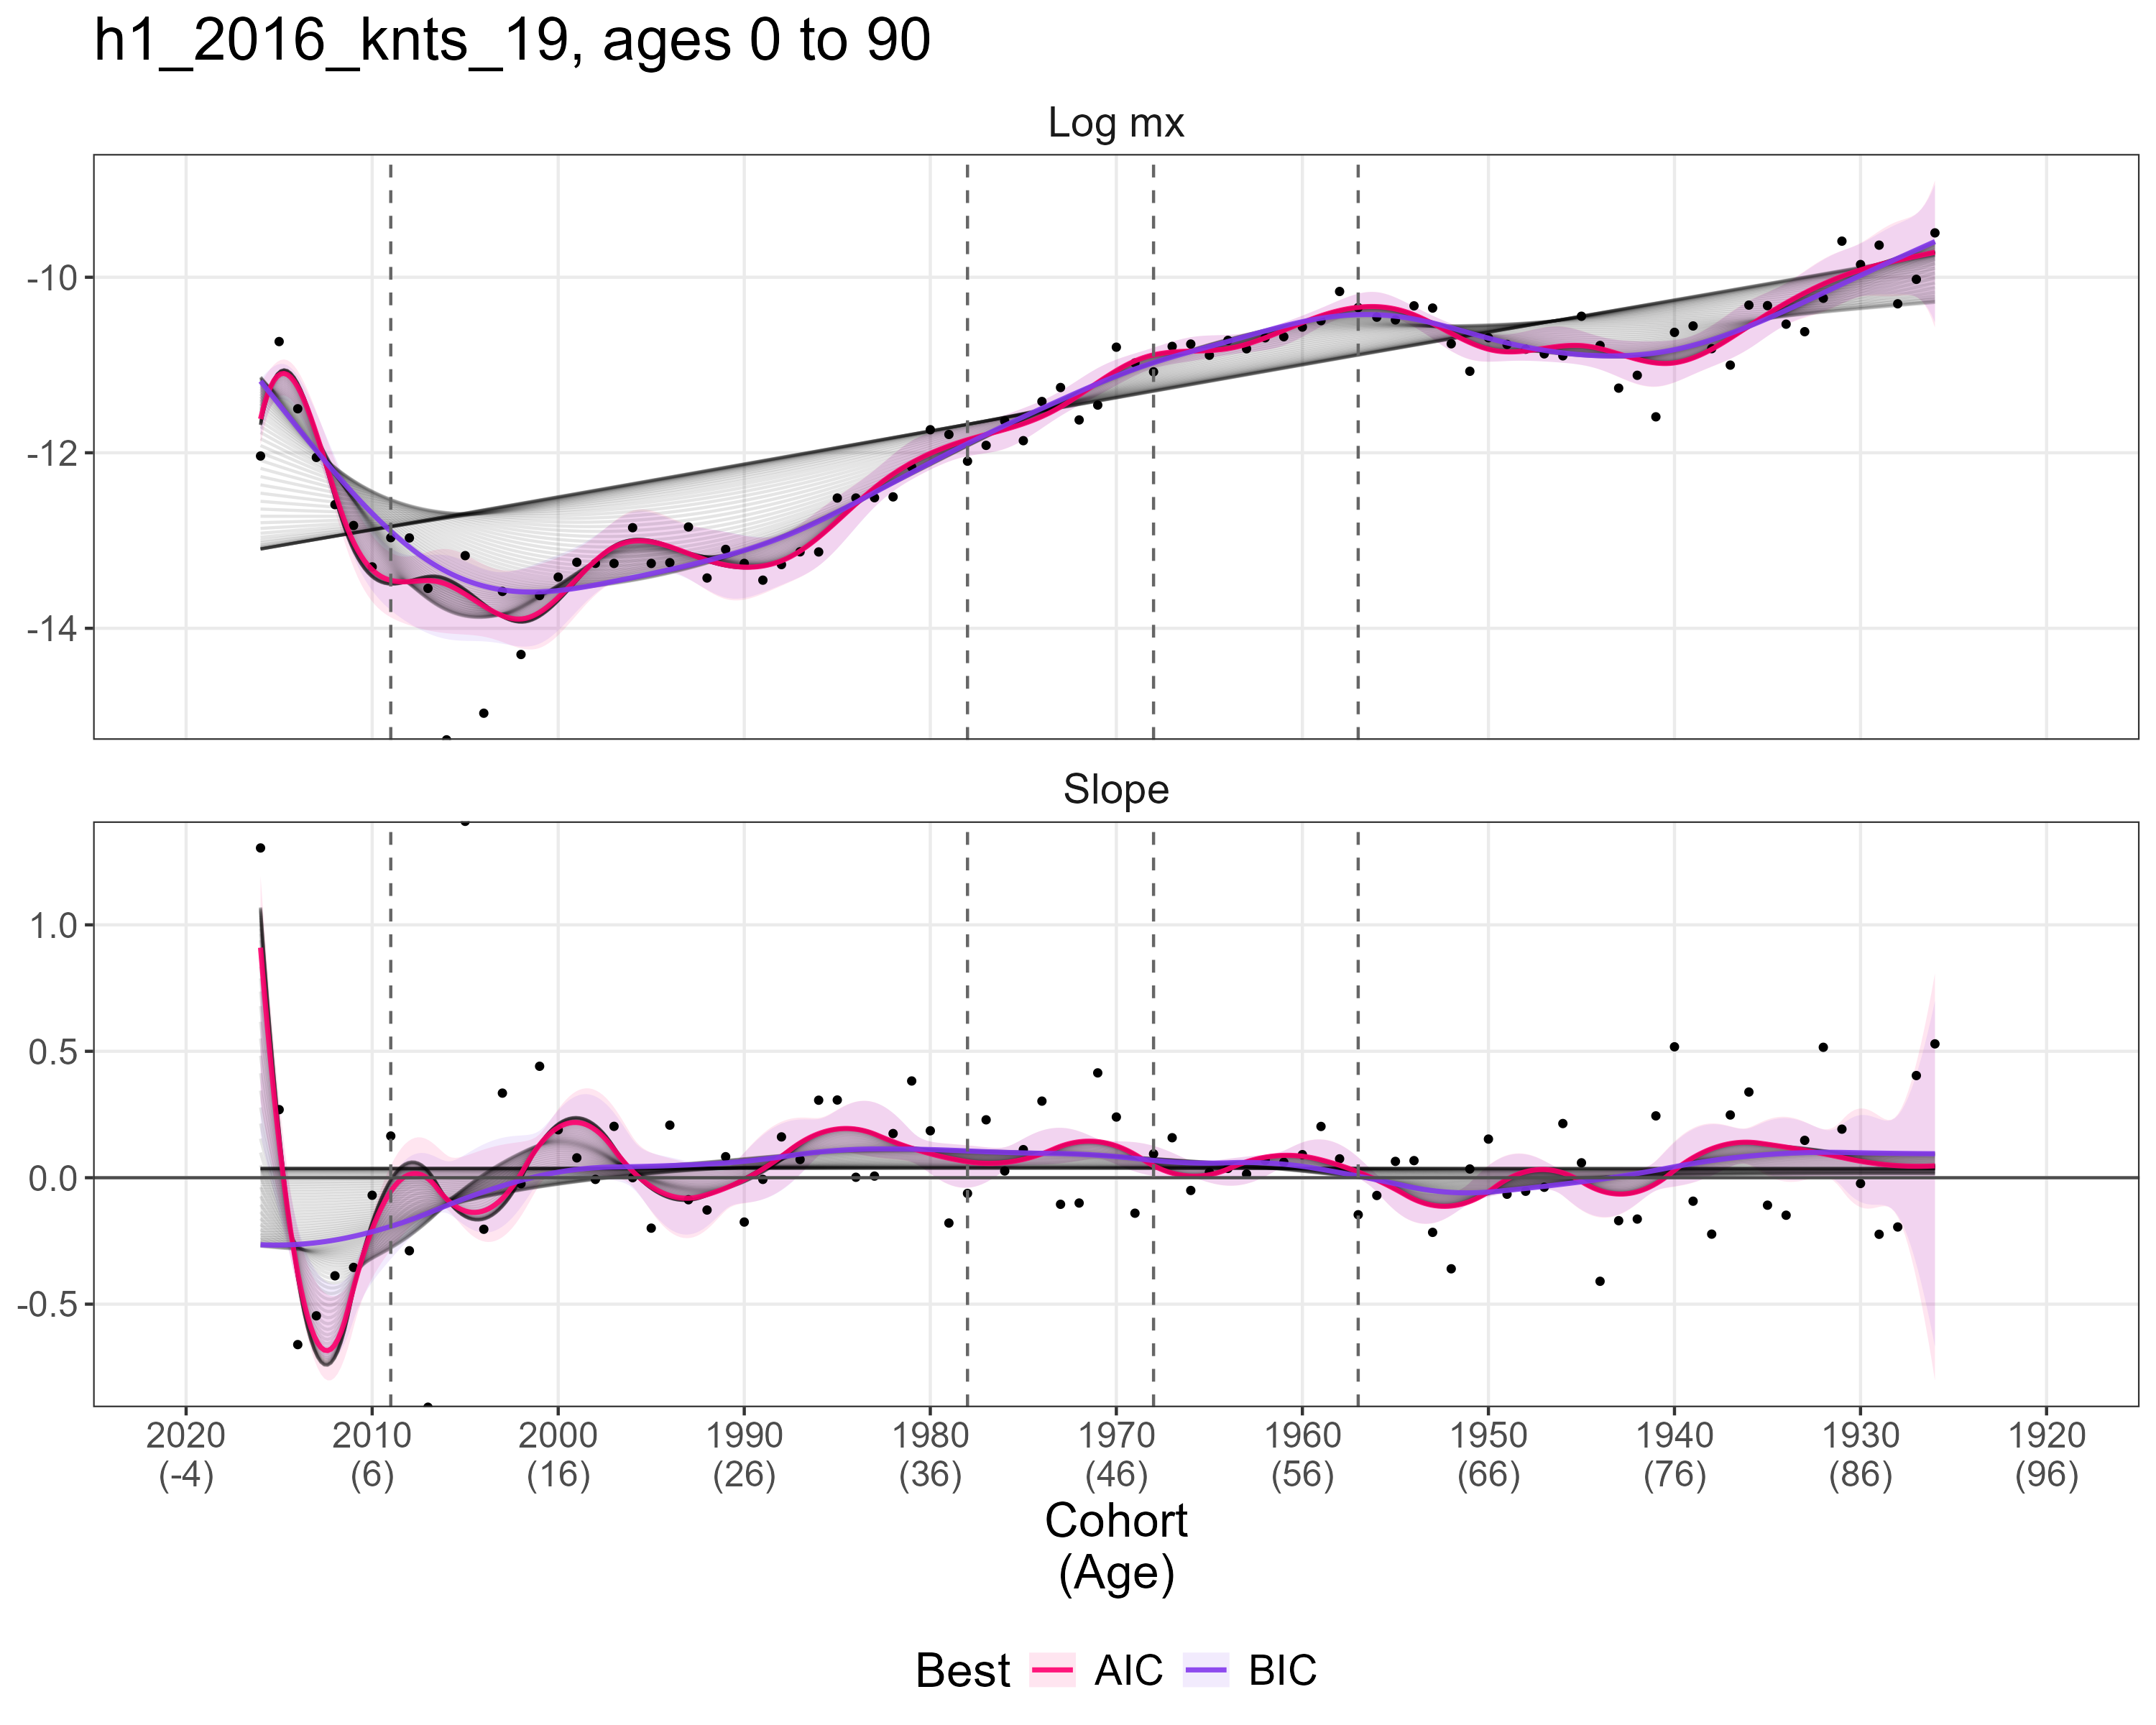 h1_2016_knts_19, ages 0 to 90
Log mx
-10
-12
-14
Slope
1.0
0.5
0.0
-0.5
2020 2010 2000 1990 1980 1970 1960 1950 1940 1930 1920
(-4) (6) (16) (26) (36) (46) (56) (66) (76) (86) (96)
Cohort
(Age)
Best AIC BIC